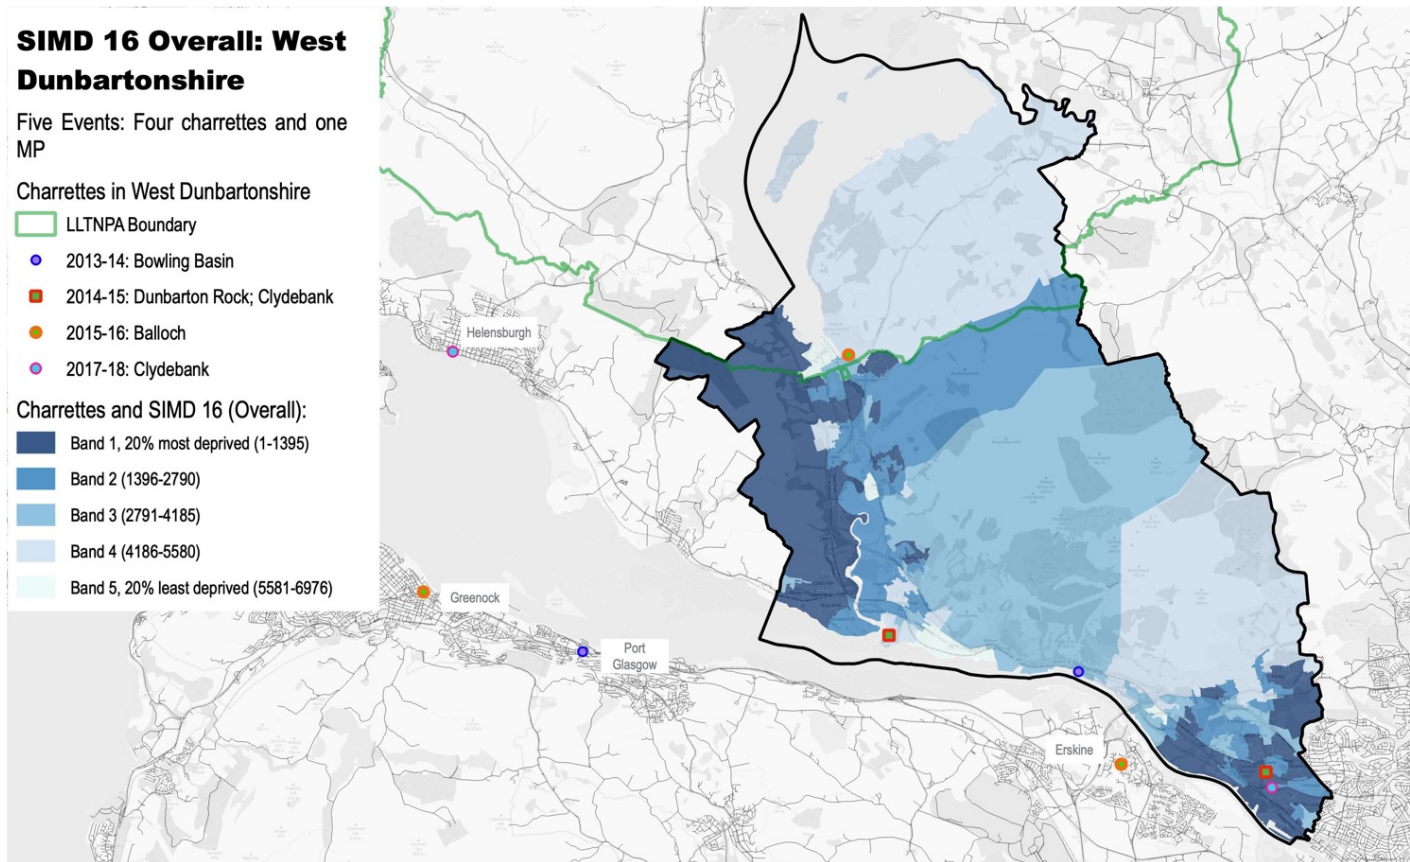 SIMD 16 Overall: West
Dunbartonshire
Five Events: Four charrettes and one
MP
Charrettes in West Dunbartonshire
LLTNPA Boundary
2013-14: Bowling Basin
2014-15: Dunbarton Rock; Clydebank
2015-16: Balloch
2017-18: Clydebank
Charrettes and SIMD 16 (Overall):
Band 1, 20% most deprived (1-1395)
Band 2 (1396-2790)
Band 3 (2791-4185)
Band 4 (4186-5580)
Band 5, 20% least deprived (5581-6976)
Helensburgh
Greenock
Port
Glasgow
Erskine